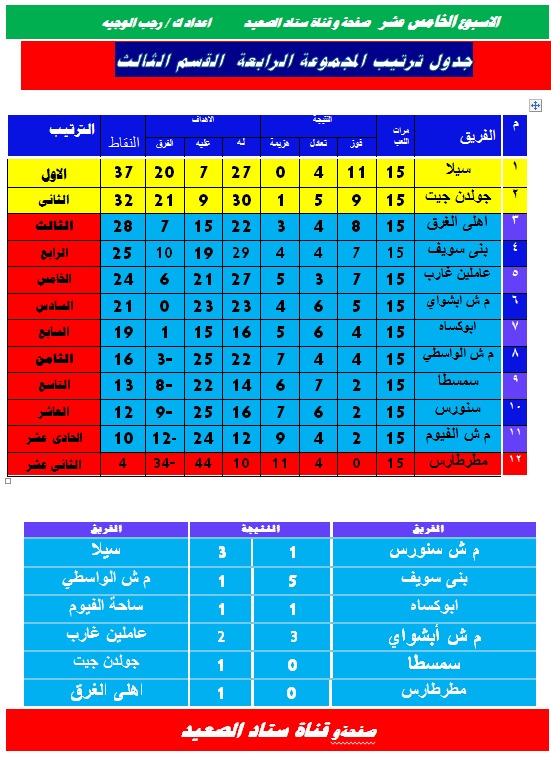 الاسبوع الخامس عشر صفحة و قناة ستاد الصعيد اعداد ك / رجب الوجيه
جدول ترتيب المجموعة الرابعة القسم الثالث
م الفريق مرات اللعب النتيجة الاهداف النقاط الترتيب
فوز تعادل هزيمة له عليه الفرق
١ سيلا 15 11 4 0 27 7 20 37 الاول
٢ جولدن جيت 15 9 5 1 30 9 21 32 الثانى
٣ اهلى الغرق 15 8 4 3 22 15 7 28 الثالث
٤ بنى سويف 15 7 4 4 29 19 10 25 الرابع
٥ عاملين غارب 15 7 3 5 27 21 6 24 الخامس
٦ م ش ابشواي 15 5 6 4 23 23 0 21 السادس
٧ ابوكساه 15 4 6 5 16 15 1 19 السابع
٨ م ش الواسطي 15 4 4 7 22 25 3- 16 الثامن
٩ سمسطا 15 2 7 6 14 22 8- 13 التاسع
١٠ سنورس 15 2 6 7 16 25 9- 12 العاشر
١١ م ش الفيوم 15 2 4 9 12 24 12- 10 الحادى عشر
١٢ مطرطارس 15 0 4 11 10 44 34- 4 الثانى عشر
الفريق النتيجة الفريق
م ش سنورس 1 3 سيلا
بنى سويف 5 1 م ش الواسطي
ابوكساه 1 1 ساحة الفيوم
م ش أبشواي 3 2 عاملين غارب
سمسطا 0 1 جولدن جيت
مطرطارس 0 1 اهلى الغرق
صفحة و قناة ستاد الصعيد